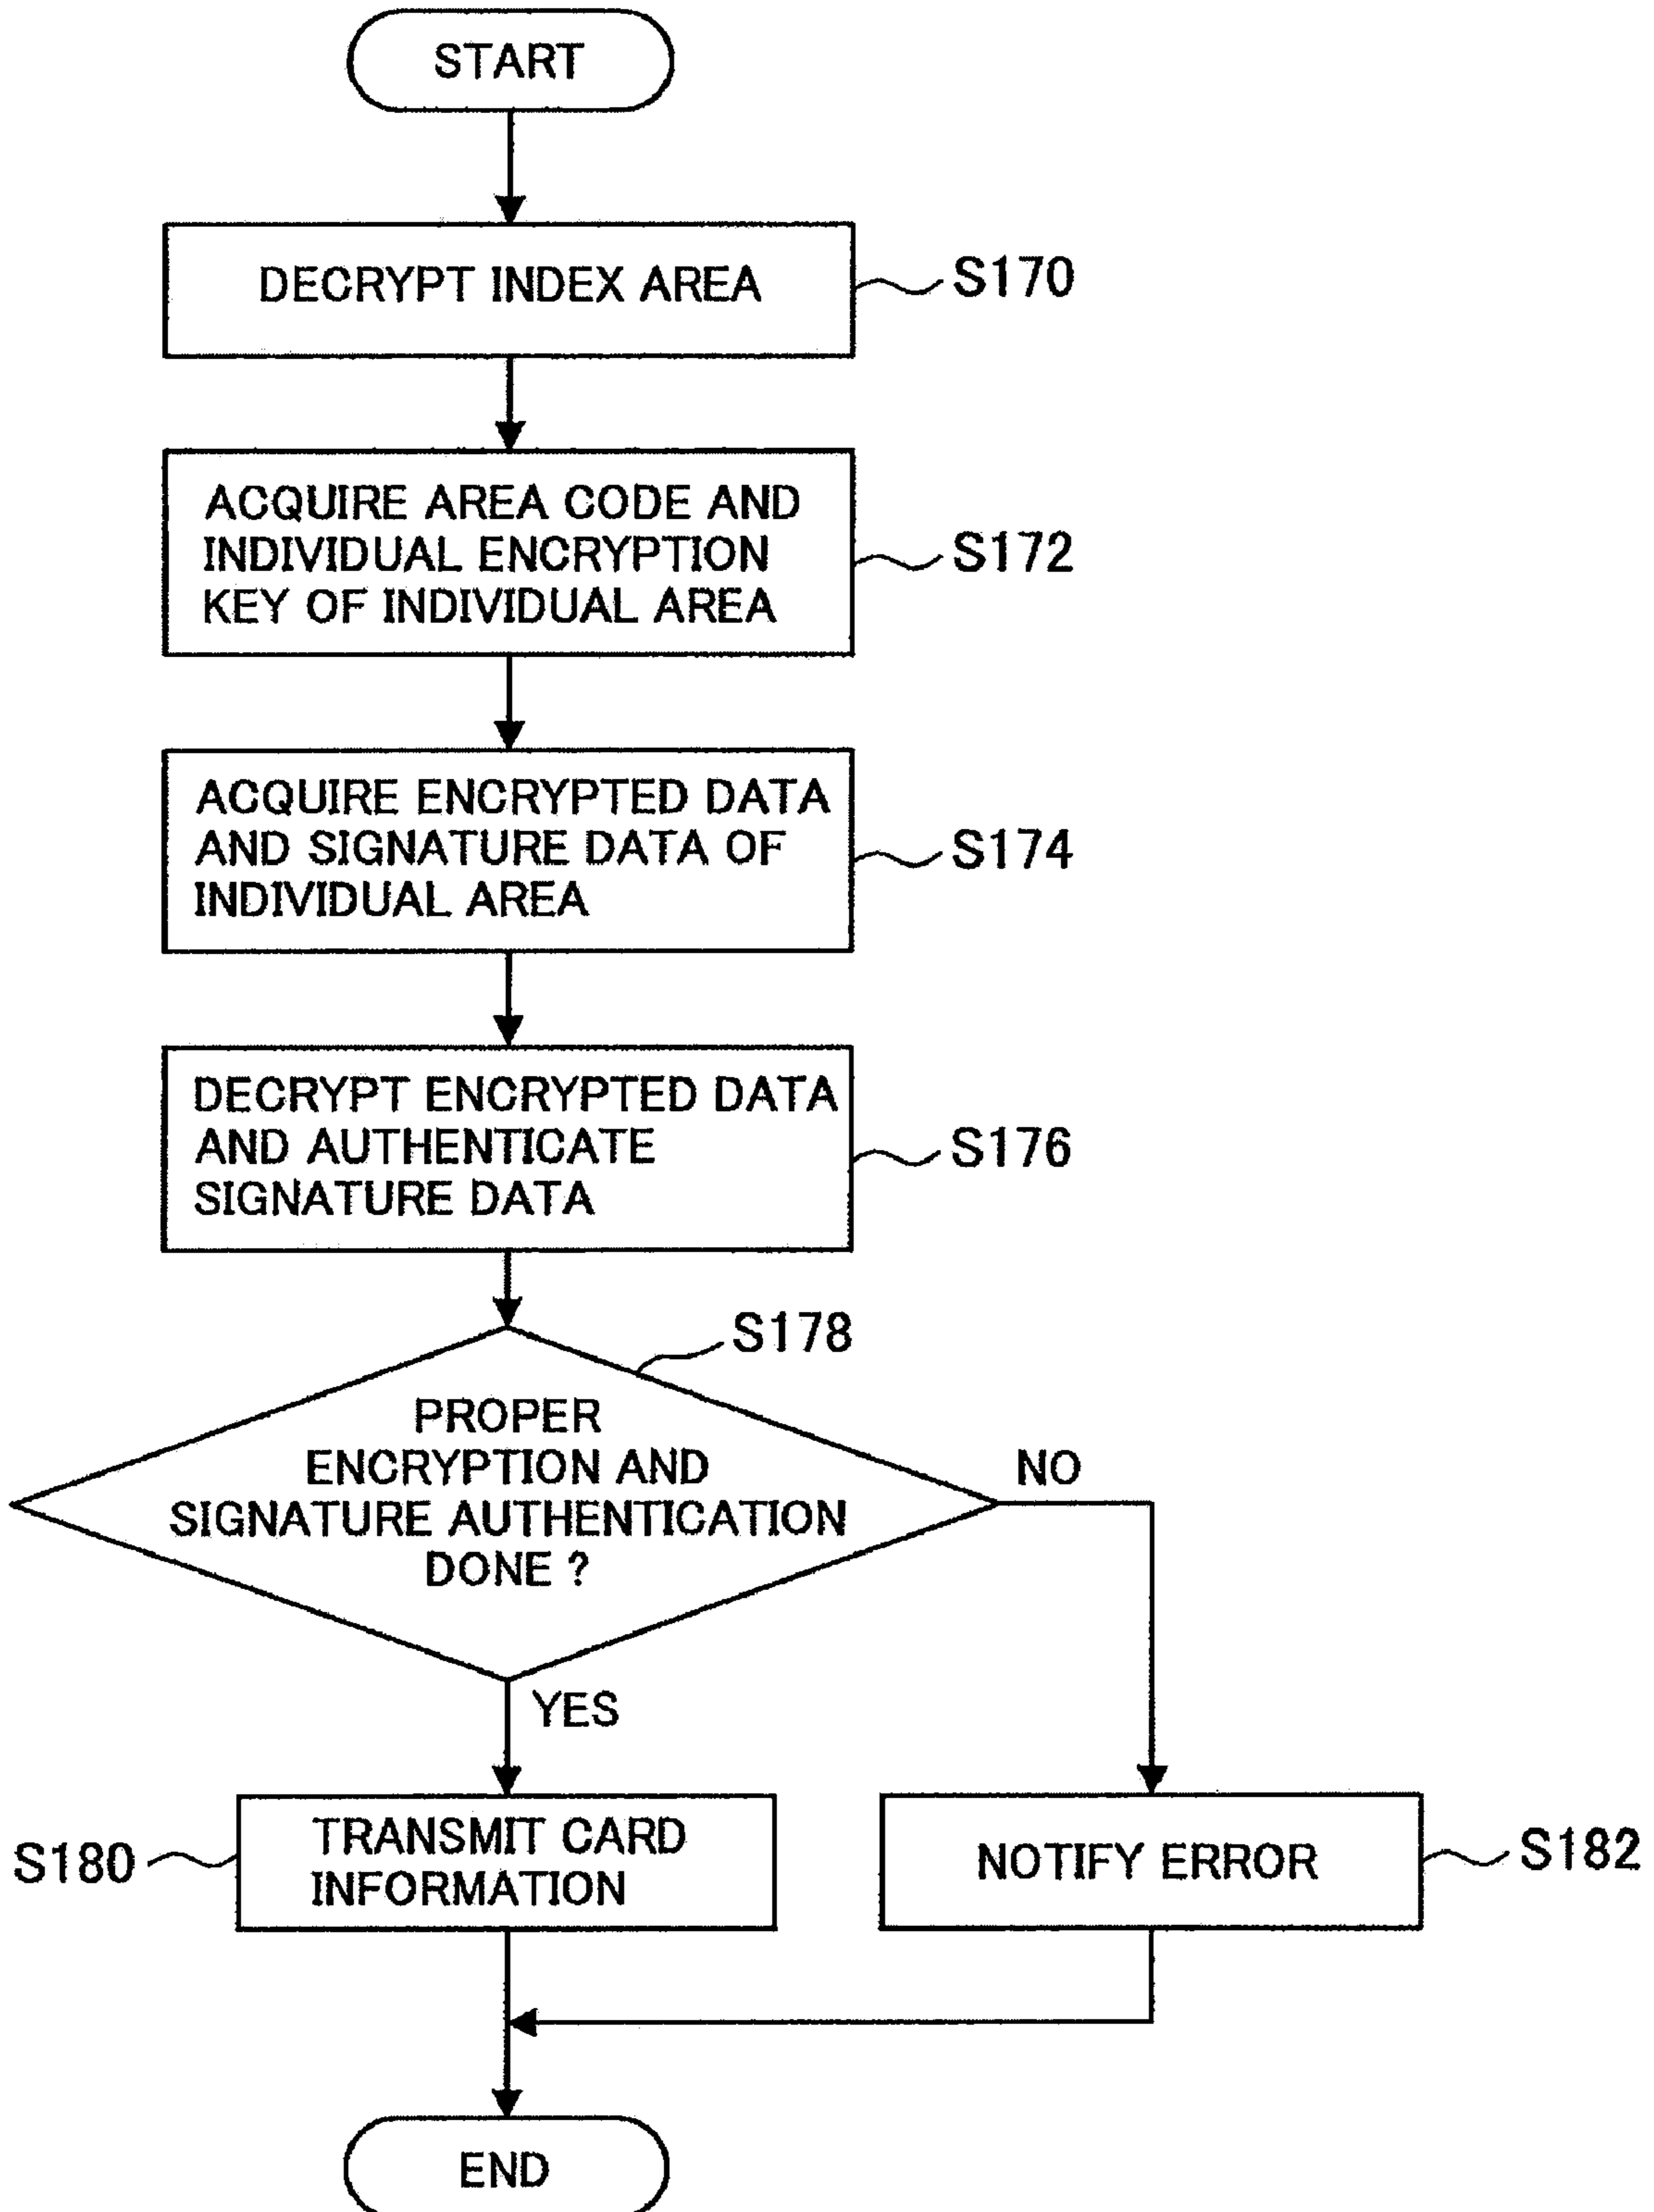 START
DECRYPT INDEX AREA
S170
ACQUIRE AREA CODE AND
INDIVIDUAL ENCRYPTION
KEY OF INDIVIDUAL AREA
S172
ACQUIRE ENCRYPTED DATA
AND SIGNATURE DATA OF
INDIVIDUAL AREA
S174
DECRYPT ENCRYPTED DATA
AND AUTHENTICATE
SIGNATURE DATA
S176
S178
PROPER
ENCRYPTION AND
SIGNATURE AUTHENTICATION
DONE ?
NO
YES
S180
TRANSMIT CARD
INFORMATION
NOTIFY ERROR
S182
END